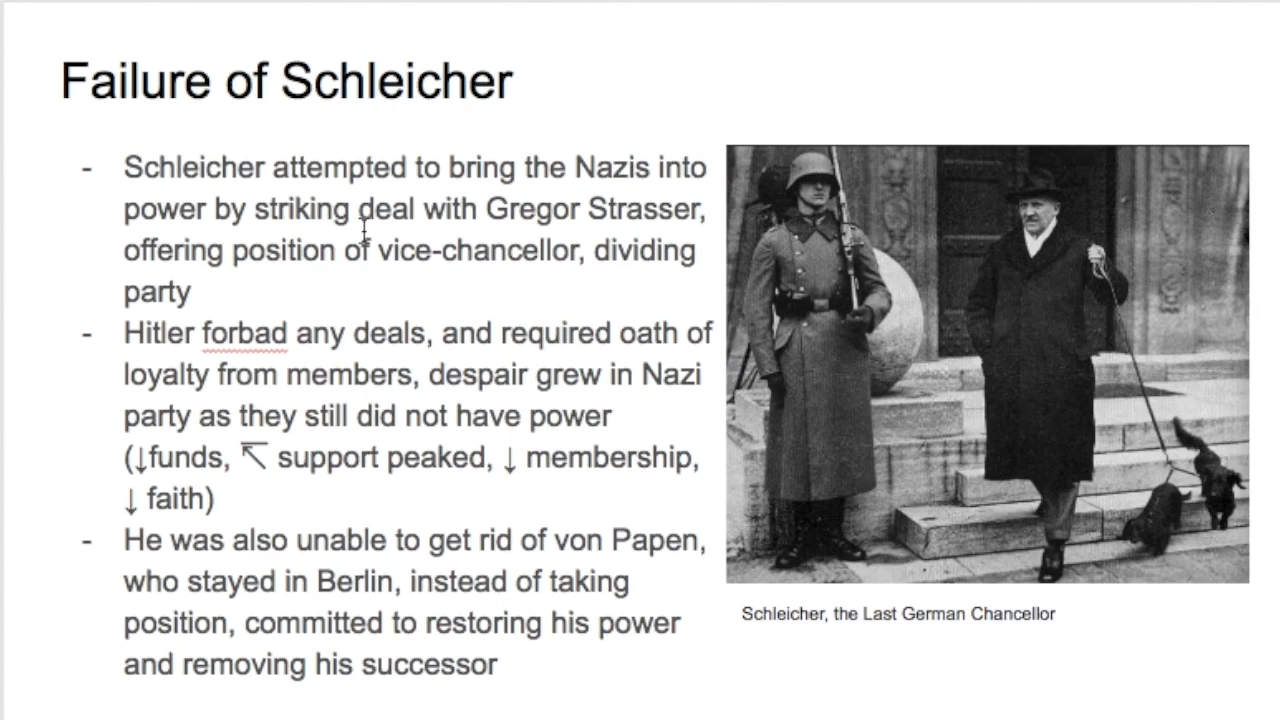 Failure of Schleicher
- Schleicher attempted to bring the Nazis into
power by striking deal with Gregor Strasser,
offering position of vice-chancellor, dividing
party
- Hitler forbad any deals, and required oath of
loyalty from members, despair grew in Nazi
party as they still did not have power
(↓funds, ↸ support peaked, ↓ membership,
↓ faith)
- He was also unable to get rid of von Papen,
who stayed in Berlin, instead of taking
position, committed to restoring his power
and removing his successor
Schleicher, the Last German Chancellor